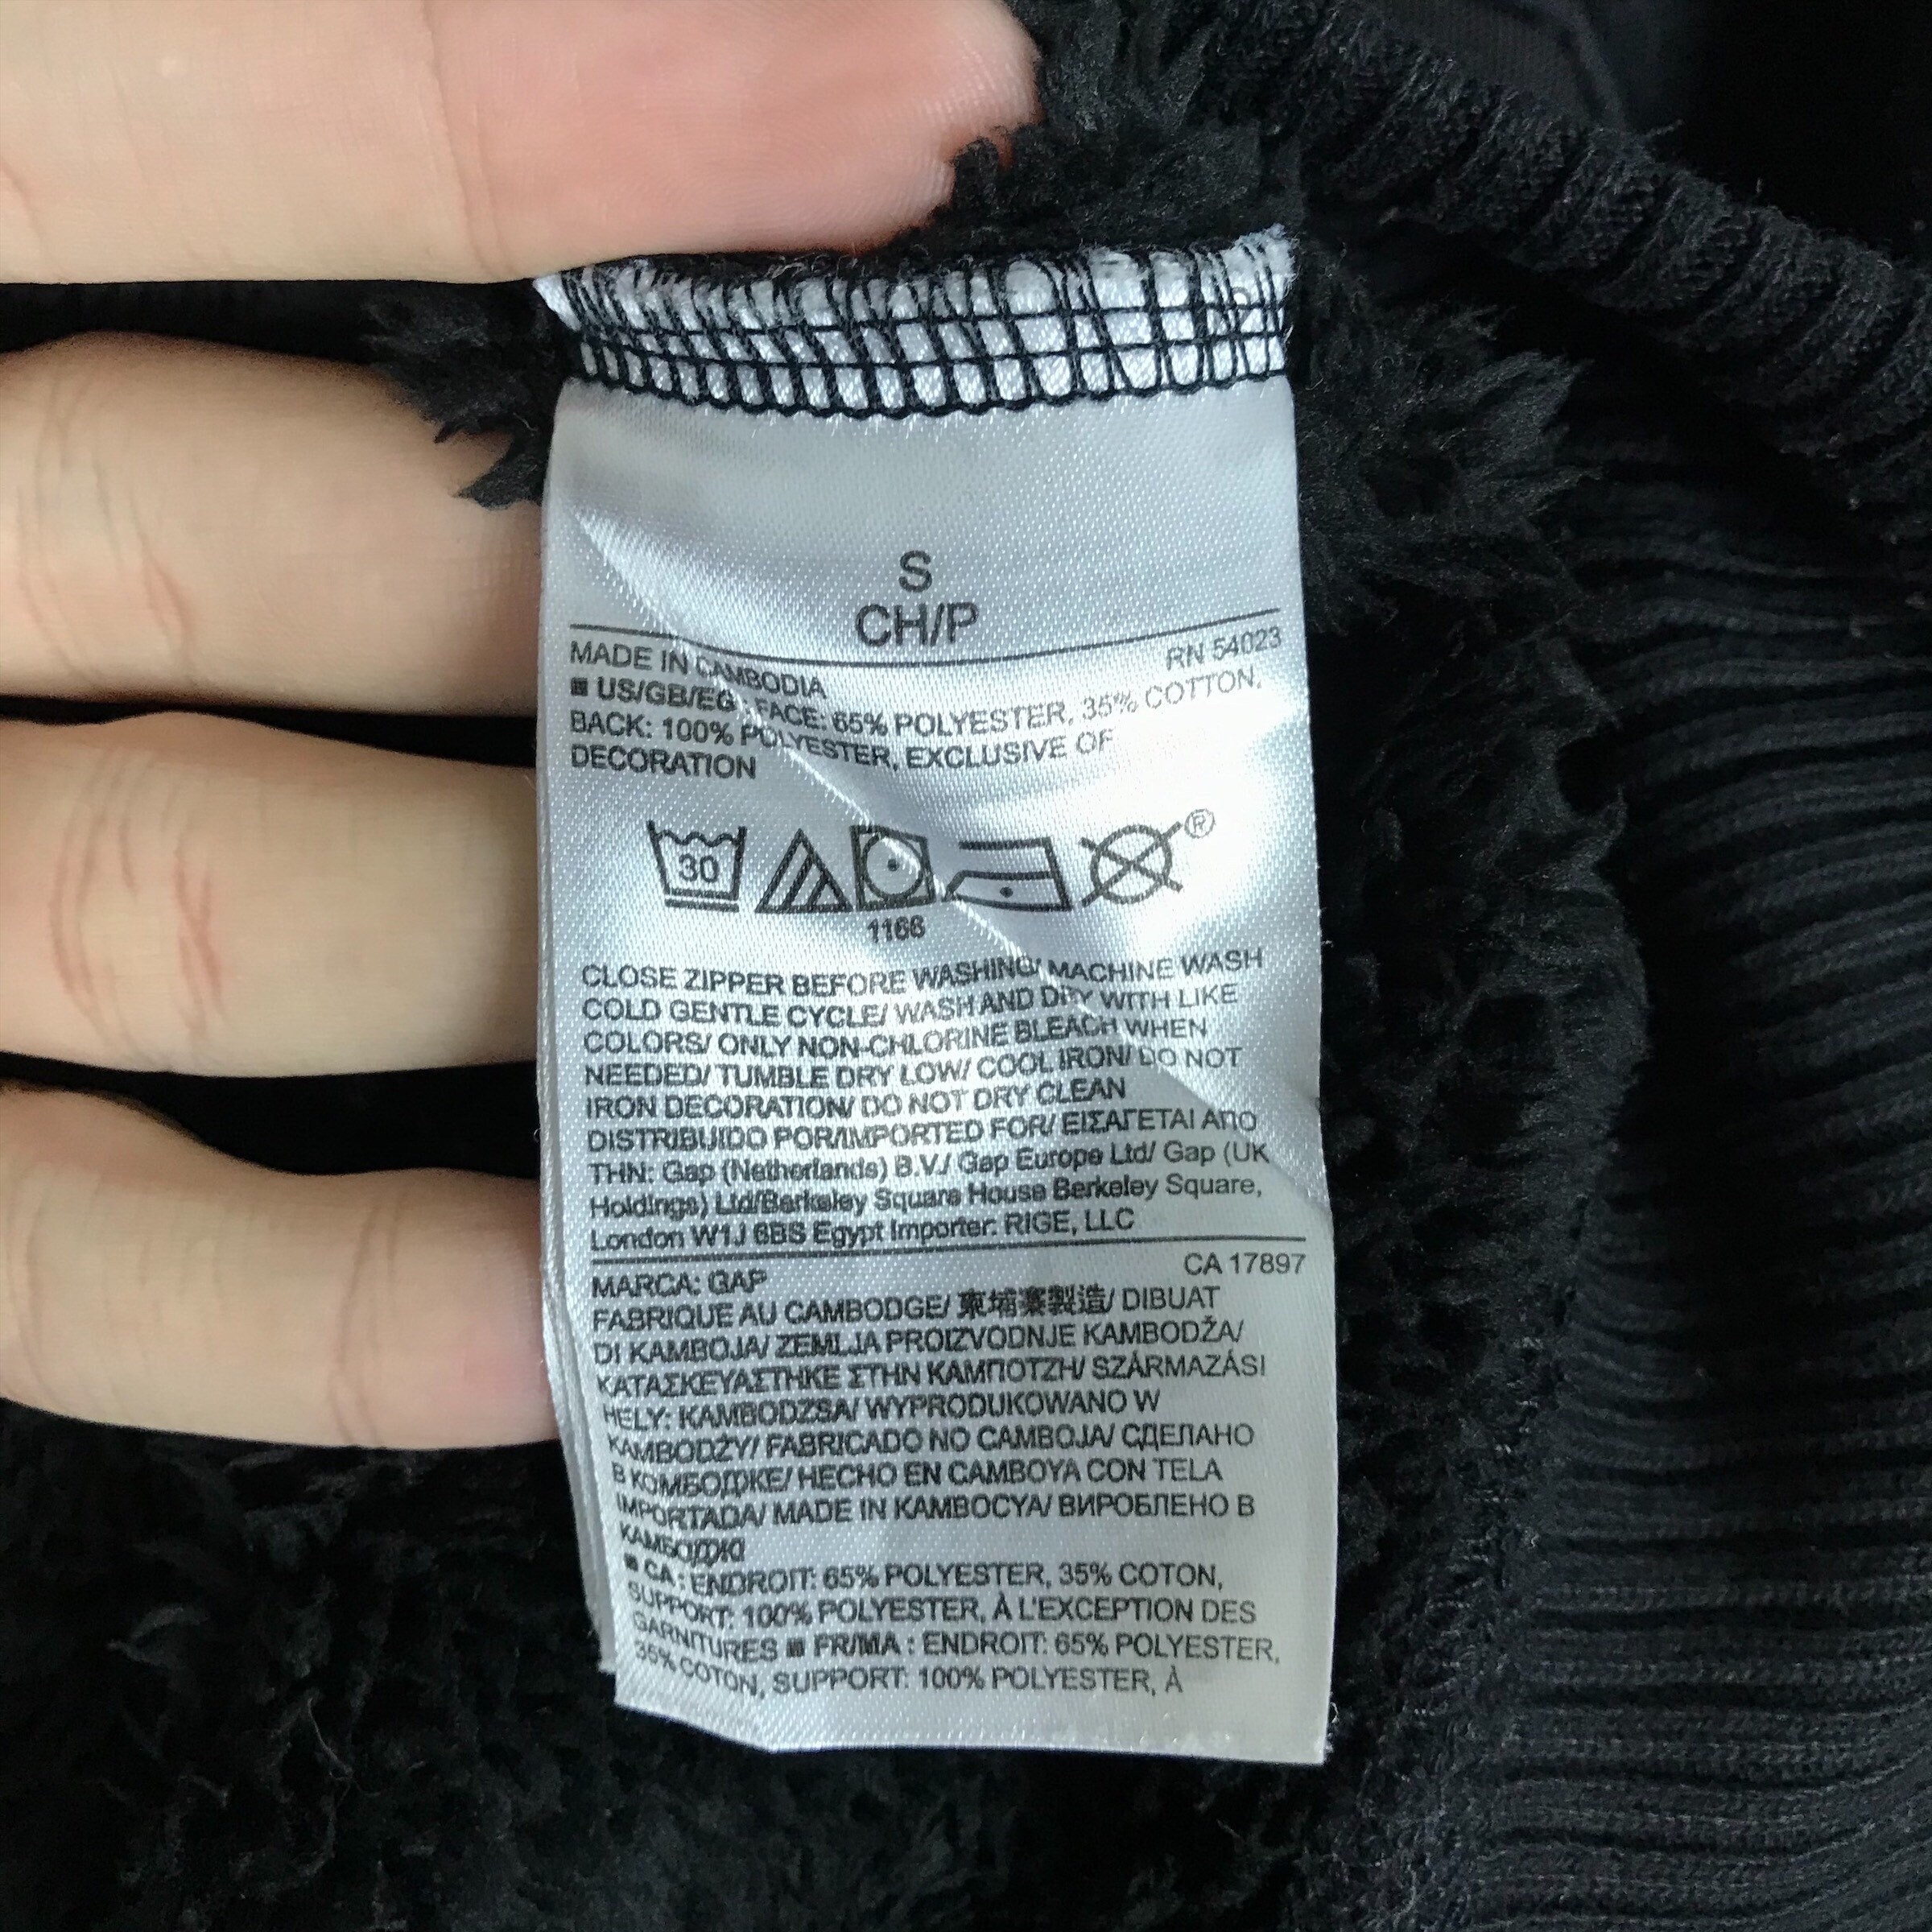 S
CH/P
MADE IN CAMBODIA RN 54023
■ US/GB/EG : FACE: 65% POLYESTER, 35% COTTON,
BACK: 100% POLYESTER, EXCLUSIVE OF
DECORATION
30 ®
1166
CLOSE ZIPPER BEFORE WASHING/ MACHINE WASH
COLD GENTLE CYCLE/ WASH AND DRY WITH LIKE
COLORS/ ONLY NON-CHLORINE BLEACH WHEN
NEEDED/ TUMBLE DRY LOW/ COOL IRON/ DO NOT
IRON DECORATION/ DO NOT DRY CLEAN
DISTRIBUIDO POR/IMPORTED FOR/ ΕΙΣΑΓΕΤΑΙ ΑΠΟ
THN: Gap (Netherlands) B.V./ Gap Europe Ltd/ Gap (UK
Holdings) Ltd/Berkeley Square House Berkeley Square,
London W1J 6BS Egypt Importer: RIGE, LLC
CA 17897
MARCA: GAP
FABRIQUE AU CAMBODGE/ 柬埔寨製造/ DIBUAT
DI KAMBOJA/ ZEMLJA PROIZVODNJE KAMBODŽA/
ΚΑΤΑΣΚΕΥΑΣΤΗΚΕ ΣΤΗΝ ΚΑΜΠΟΤΖΗ/ SZÁRMAZÁSI
HELY: KAMBODZSA/ WYPRODUKOWANO W
KAMBODŻY/ FABRICADO NO CAMBOJA/ СДЕЛАНО
В КОМБОДЖЕ/ HECHO EN CAMBOYA CON TELA
IMPORTADA/ MADE IN KAMBOCYA/ ВИРОБЛЕНО В
КАМБОДЖІ
■ CA : ENDROIT: 65% POLYESTER, 35% COTON,
SUPPORT: 100% POLYESTER, À L'EXCEPTION DES
GARNITURES ■ FR/MA : ENDROIT: 65% POLYESTER,
35% COTON, SUPPORT: 100% POLYESTER, À